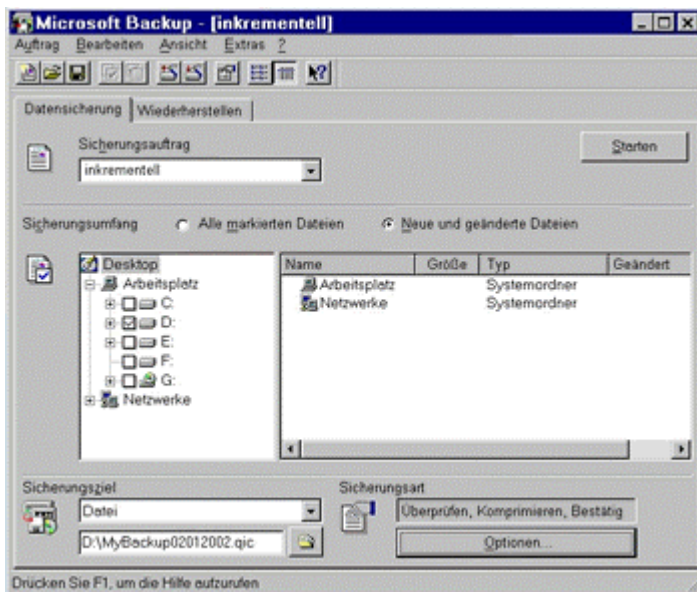 Microsoft Backup - [inkrementell]
Auftrag Bearbeiten Ansicht Extras ?
Datensicherung Wiederherstellen
Sicherungsauftrag
Starten
inkrementell
Sicherungsumfang Alle markierten Dateien Neue und geänderte Dateien
Desktop
Arbeitsplatz
C:
D:
E:
F:
G:
Netzwerke
Name Größe Typ Geändert
Arbeitsplatz Systemordner
Netzwerke Systemordner
Sicherungsziel
Datei
D:\MyBackup02012002.qic
Sicherungsart
Überprüfen, Komprimieren, Bestätig
Optionen...
Drücken Sie F1, um die Hilfe aufzurufen